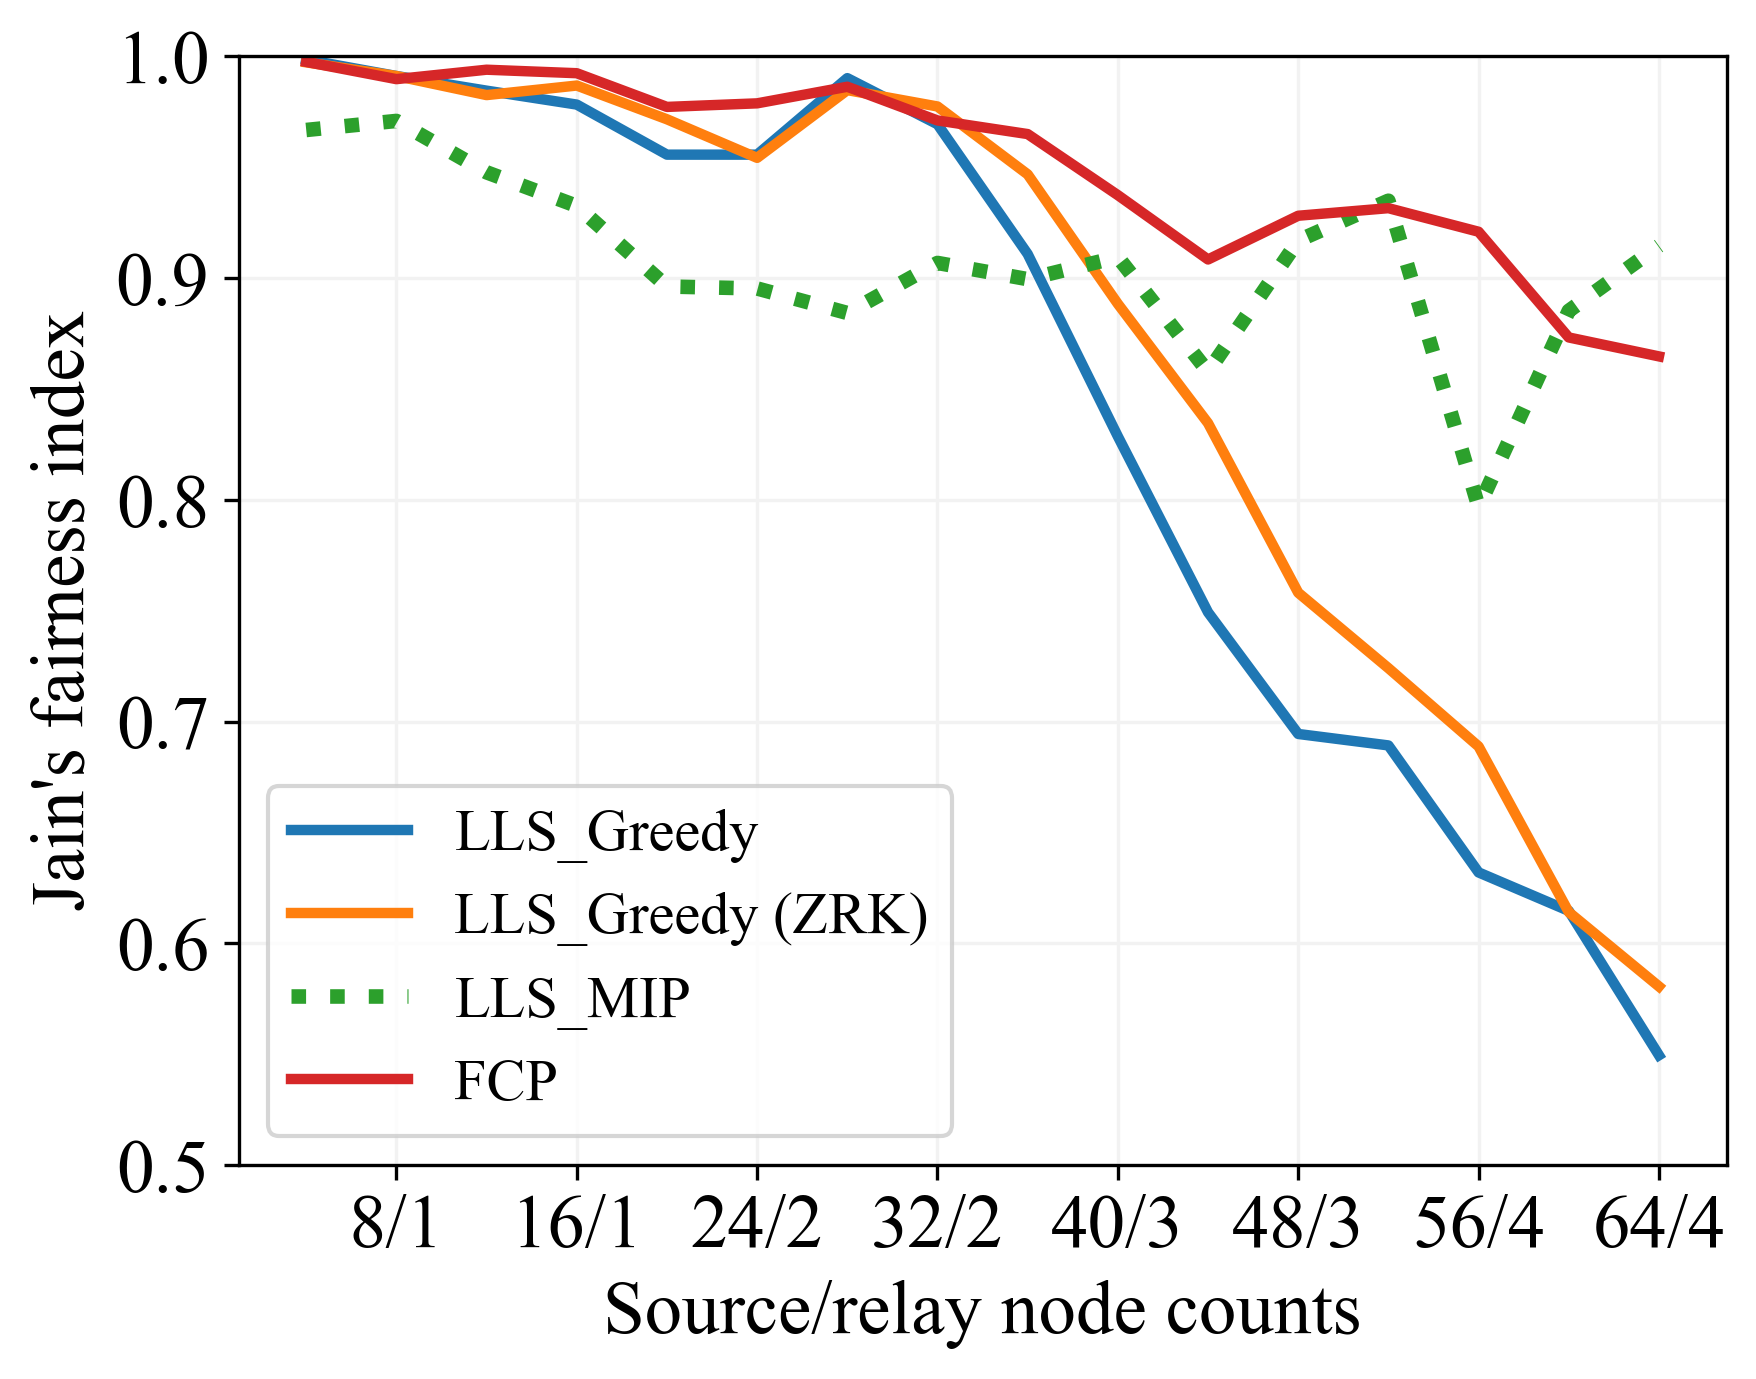 Jain's fairness index
1.0
0.9
0.8
0.7
0.6
0.5
LLS_Greedy
LLS_Greedy (ZRK)
LLS_MIP
FCP
8/1 16/1 24/2 32/2 40/3 48/3 56/4 64/4
Source/relay node counts